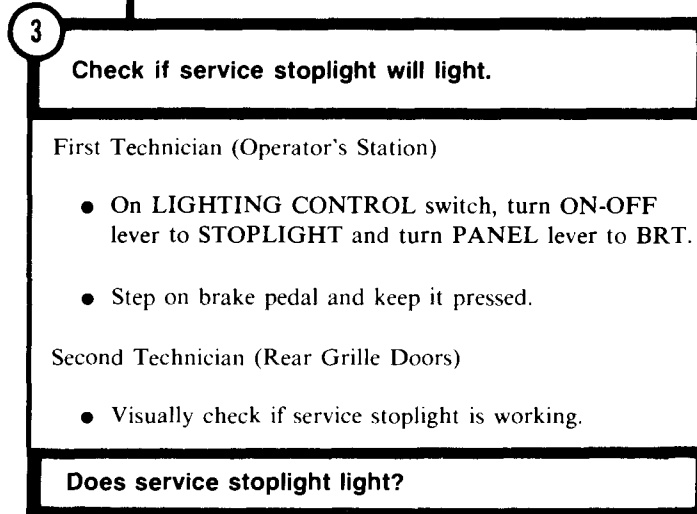 3
Check if service stoplight will light.
First Technician (Operator's Station)
● On LIGHTING CONTROL switch, turn ON-OFF
lever to STOPLIGHT and turn PANEL lever to BRT.
● Step on brake pedal and keep it pressed.
Second Technician (Rear Grille Doors)
● Visually check if service stoplight is working.
Does service stoplight light?